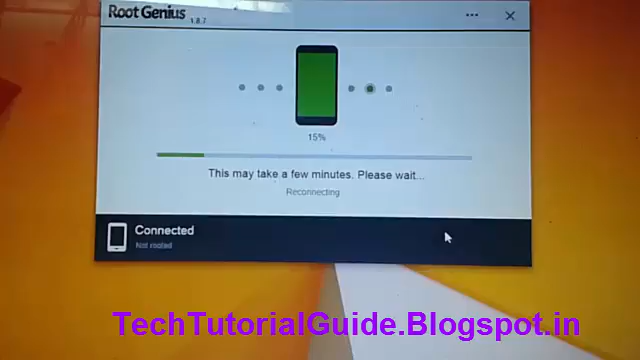 Root Genius 1.8.7
15%
This may take a few minutes. Please wait...
Reconnecting
Connected
Not rooted
TechTutorialGuide.Blogspot.in